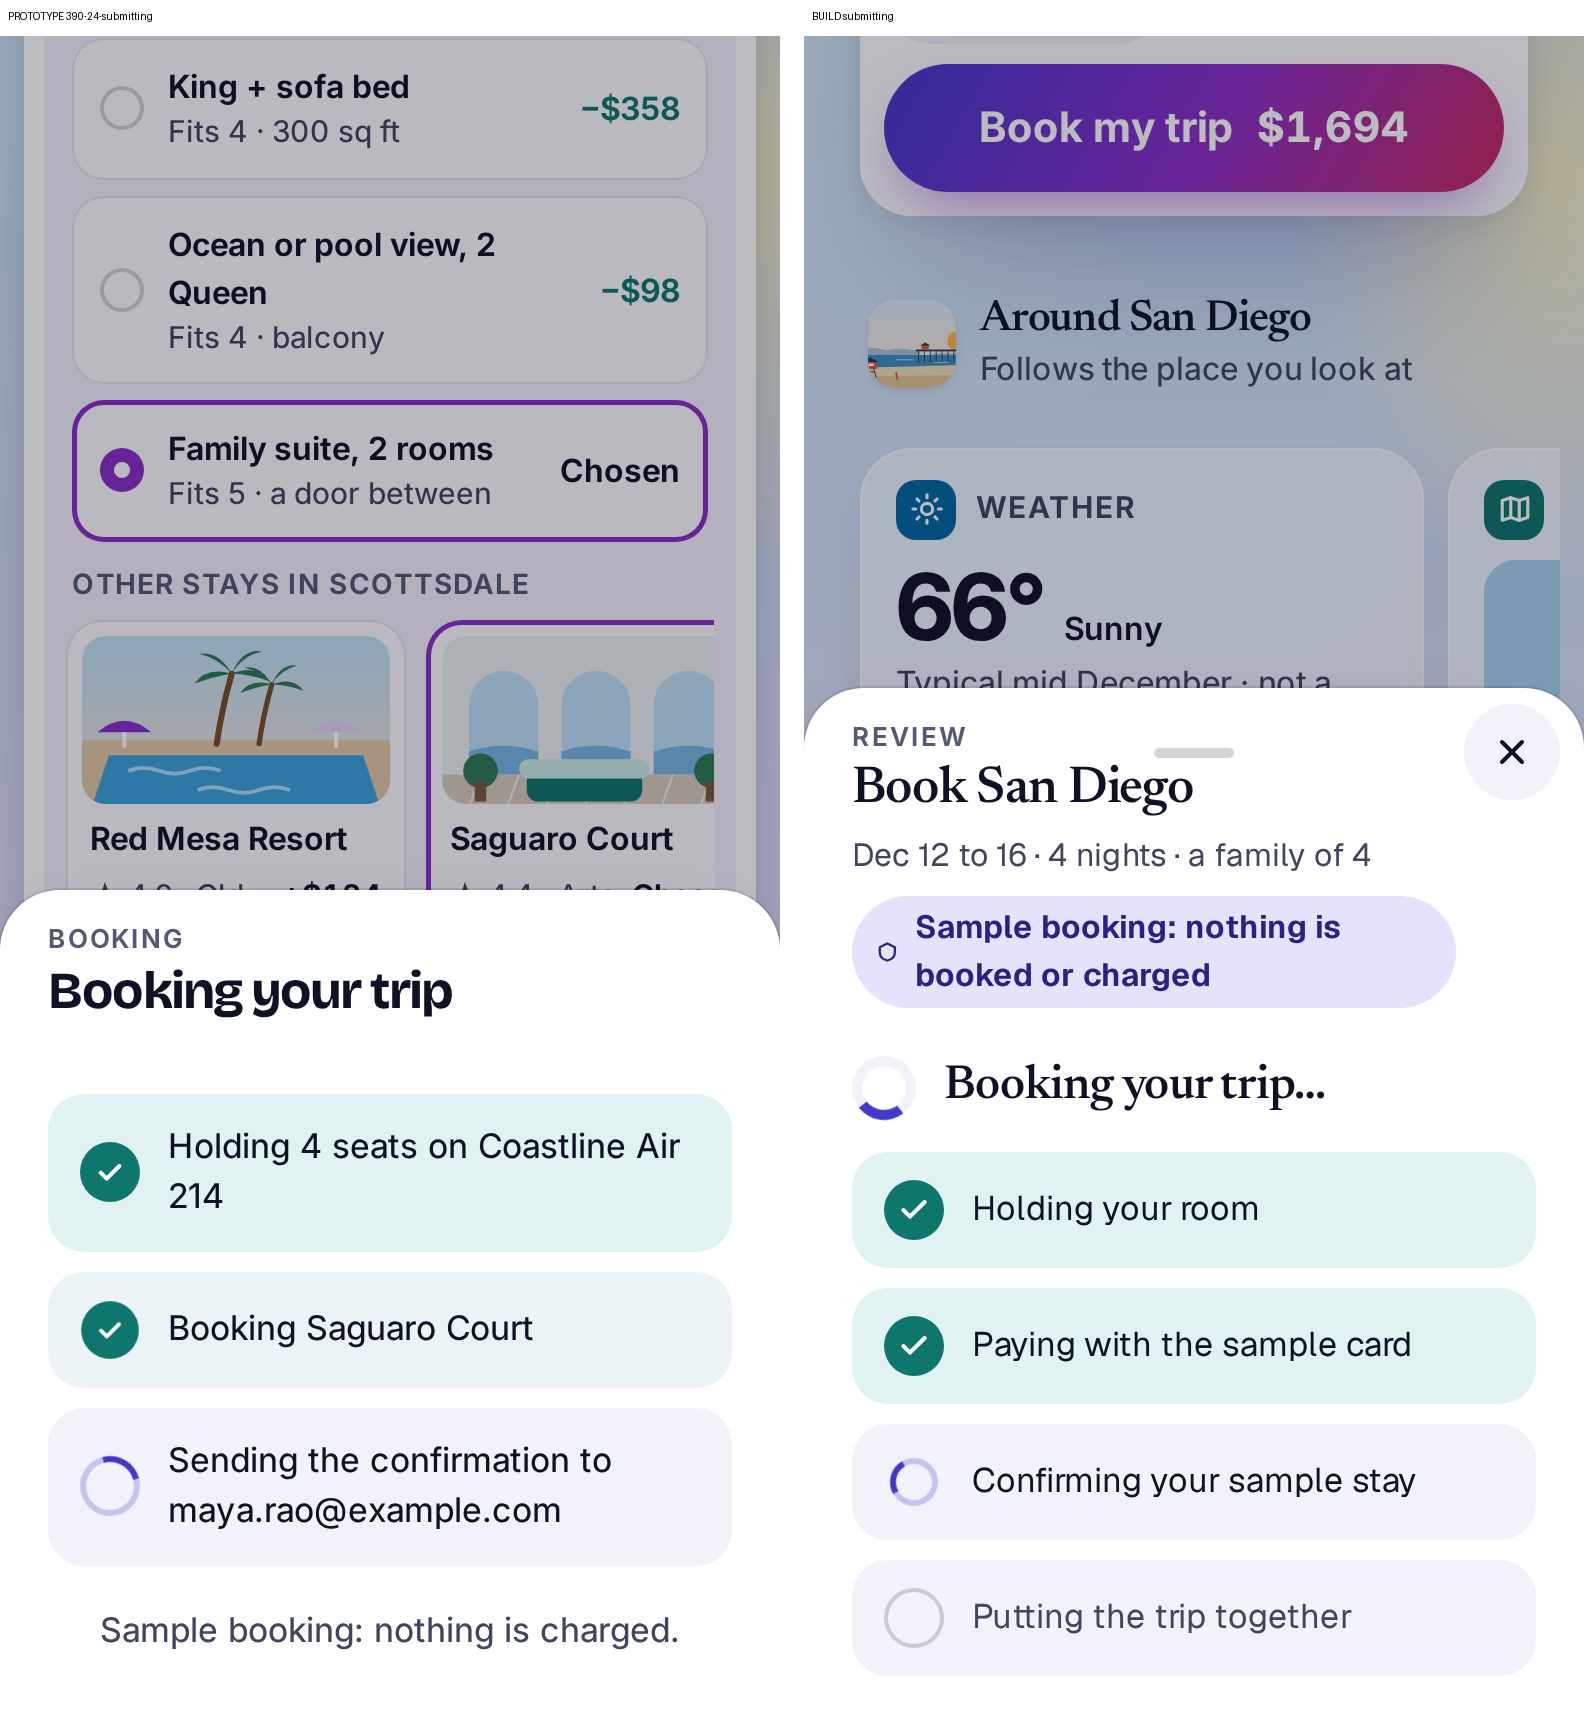 PROTOTYPE 390-24-submitting
King + sofa bed
Fits 4 · 300 sq ft
−$358
Ocean or pool view, 2
Queen
Fits 4 · balcony
−$98
Family suite, 2 rooms
Fits 5 · a door between
Chosen
OTHER STAYS IN SCOTTSDALE
Red Mesa Resort
Saguaro Court
BOOKING
Booking your trip
Holding 4 seats on Coastline Air
214
Booking Saguaro Court
Sending the confirmation to
maya.rao@example.com
Sample booking: nothing is charged.
BUILD submitting
Book my trip $1,694
Around San Diego
Follows the place you look at
WEATHER
66° Sunny
Typical mid December · not a
REVIEW
Book San Diego
Dec 12 to 16 · 4 nights · a family of 4
Sample booking: nothing is
booked or charged
Booking your trip...
Holding your room
Paying with the sample card
Confirming your sample stay
Putting the trip together